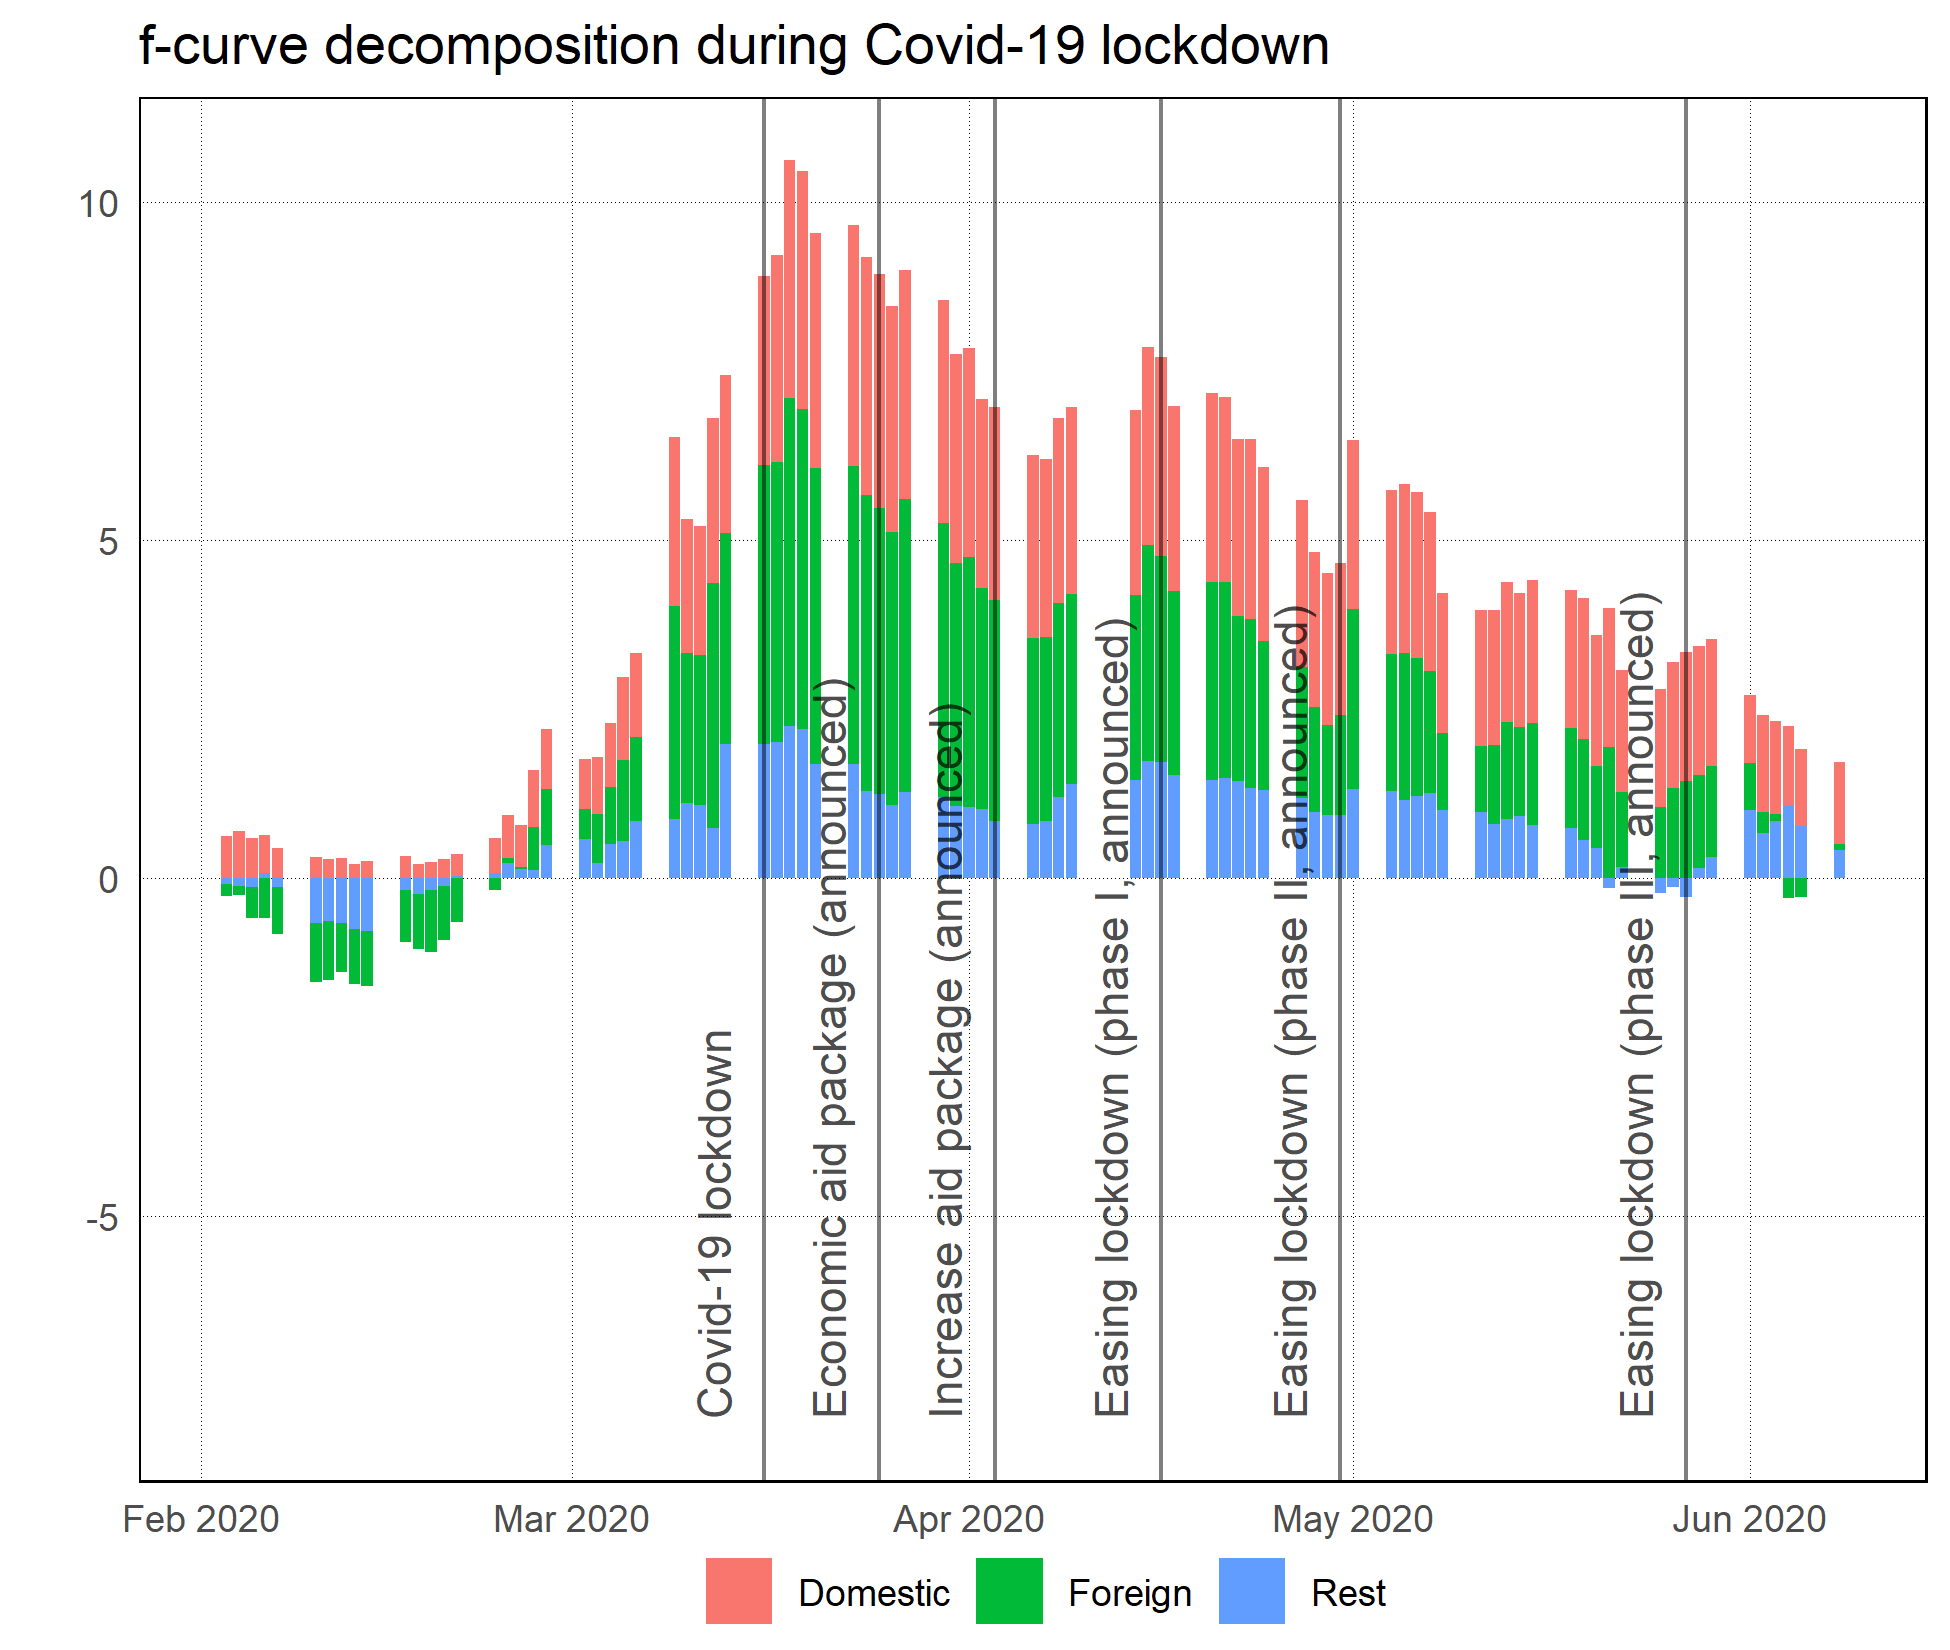 f-curve decomposition during Covid-19 lockdown
10
5
0
-5
Covid-19 lockdown
Economic aid package (announced)
Increase aid package (announced)
Easing lockdown (phase I, announced)
Easing lockdown (phase II, announced)
Easing lockdown (phase III, announced)
Feb 2020 Mar 2020 Apr 2020 May 2020 Jun 2020
Domestic Foreign Rest